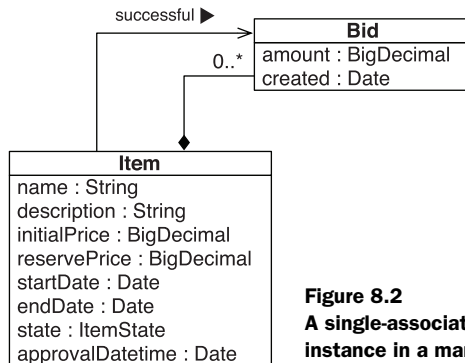 successful ▶
Bid
0..*
amount : BigDecimal
created : Date
Item
name : String
description : String
initialPrice : BigDecimal
reservePrice : BigDecimal
startDate : Date
endDate : Date
state : ItemState
approvalDatetime : Date
Figure 8.2
A single-associat
instance in a man